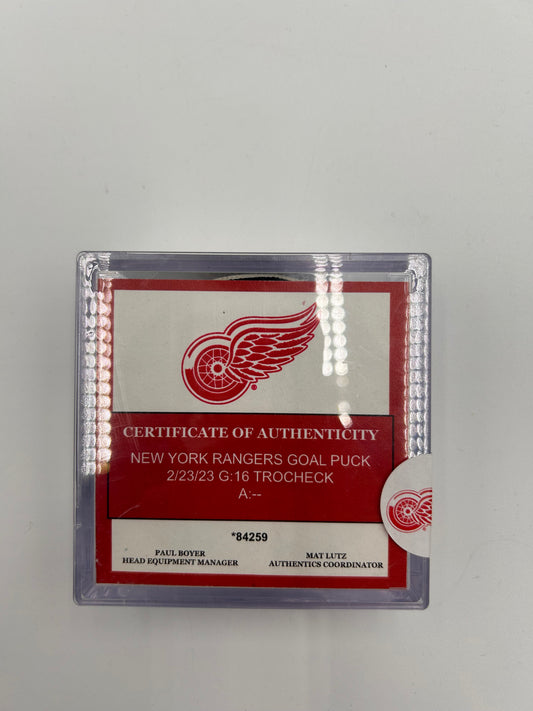 ®
CERTIFICATE OF AUTHENTICITY
NEW YORK RANGERS GOAL PUCK
2/23/23 G:16 TROCHECK
A:--
*84259
PAUL BOYER
HEAD EQUIPMENT MANAGER
MAT LUTZ
AUTHENTICS COORDINATOR